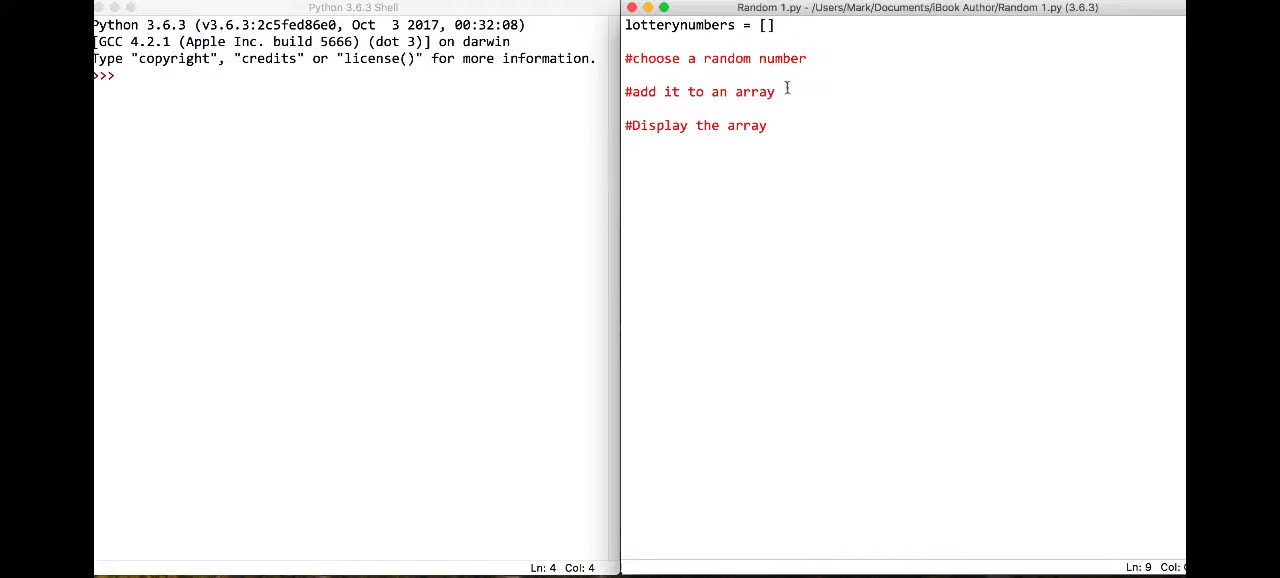 Python 3.6.3 Shell
Python 3.6.3 (v3.6.3:2c5fed86e0, Oct  3 2017, 00:32:08)
[GCC 4.2.1 (Apple Inc. build 5666) (dot 3)] on darwin
Type "copyright", "credits" or "license()" for more information.
>>>
Ln: 4 Col: 4
Random 1.py - /Users/Mark/Documents/iBook Author/Random 1.py (3.6.3)
lotterynumbers = []
#choose a random number
#add it to an array
#Display the array
Ln: 9 Col: